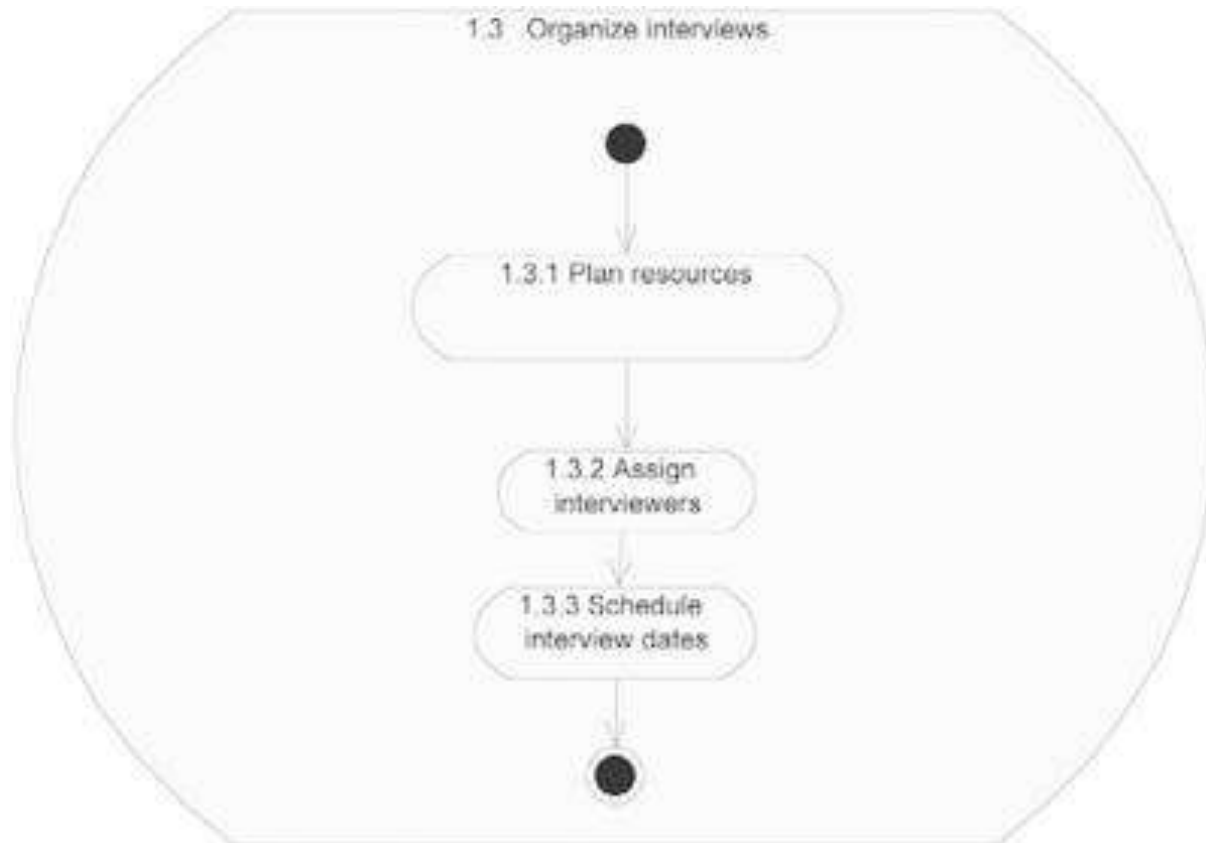 1.3 Organize interviews
1.3.1 Plan resources
1.3.2 Assign
interviewers
1.3.3 Schedule
interview dates